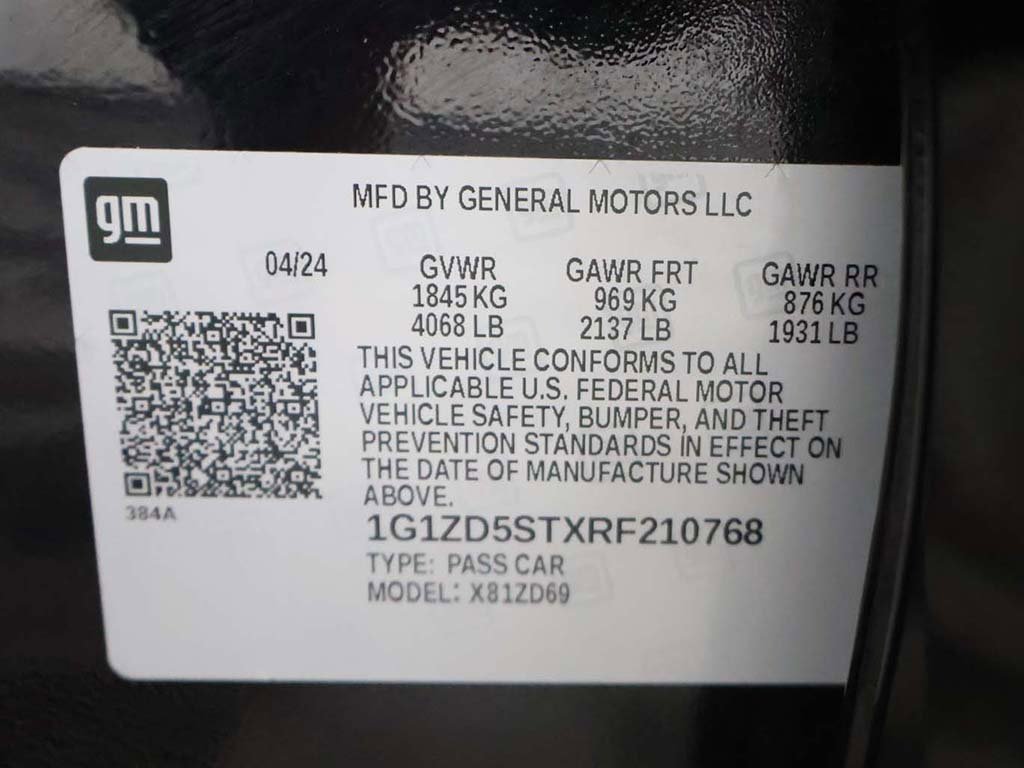 gm
MFD BY GENERAL MOTORS LLC
04/24 GVWR GAWR FRT GAWR RR
1845 KG 969 KG 876 KG
4068 LB 2137 LB 1931 LB
THIS VEHICLE CONFORMS TO ALL
APPLICABLE U.S. FEDERAL MOTOR
VEHICLE SAFETY, BUMPER, AND THEFT
PREVENTION STANDARDS IN EFFECT ON
THE DATE OF MANUFACTURE SHOWN
ABOVE.
384A
1G1ZD5STXRF210768
TYPE: PASS CAR
MODEL: X81ZD69